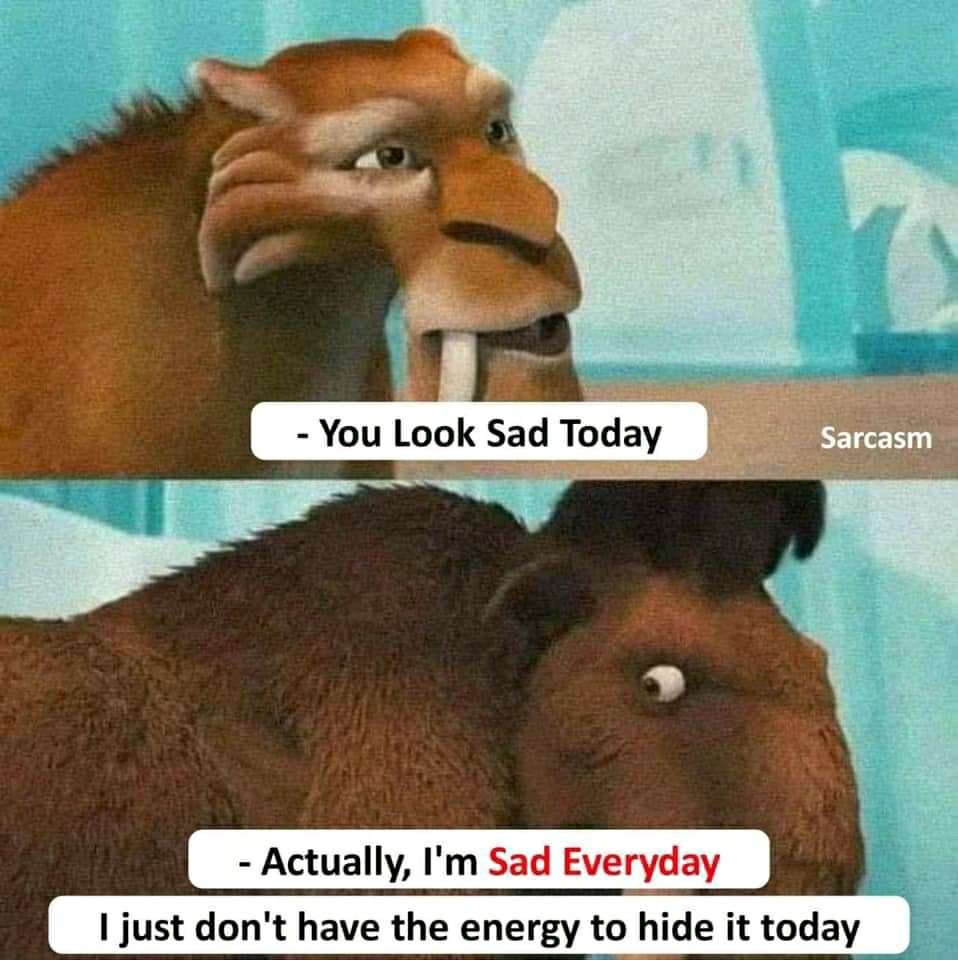 - You Look Sad Today
Sarcasm
- Actually, I'm Sad Everyday
I just don't have the energy to hide it today